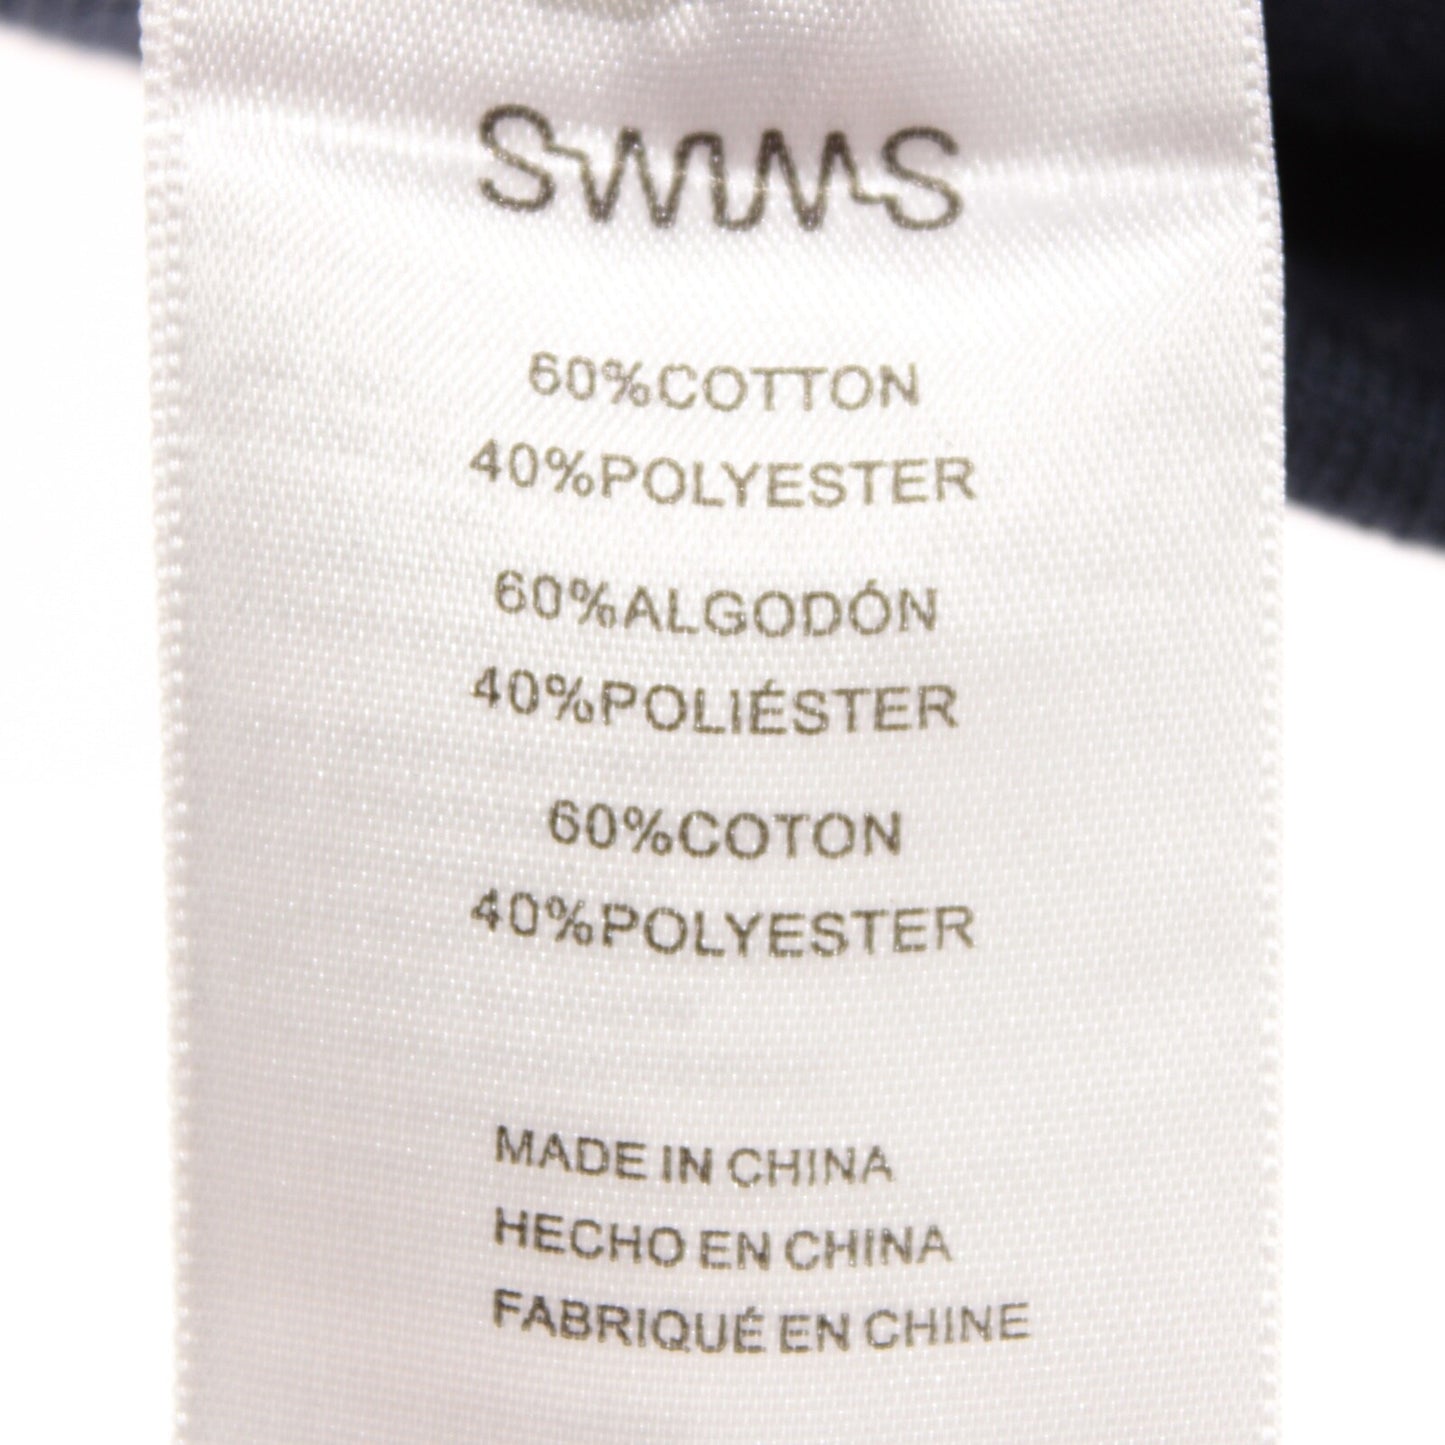 SWIMS
60%COTTON
40%POLYESTER
60%ALGODÓN
40%POLIÉSTER
60%COTON
40%POLYESTER
MADE IN CHINA
HECHO EN CHINA
FABRIQUÉ EN CHINE